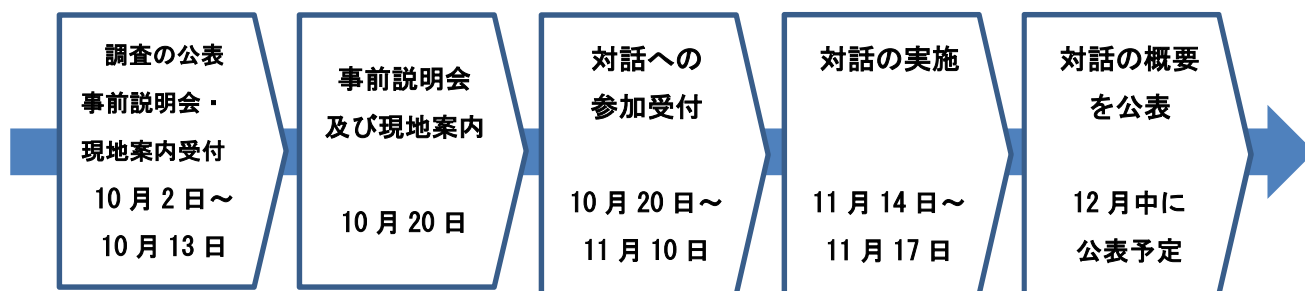 調査の公表
事前説明会・
現地案内受付
10月2日～
10月13日
事前説明会
及び現地案内
10月20日
対話への
参加受付
10月20日～
11月10日
対話の実施
11月14日～
11月17日
対話の概要
を公表
12月中に
公表予定